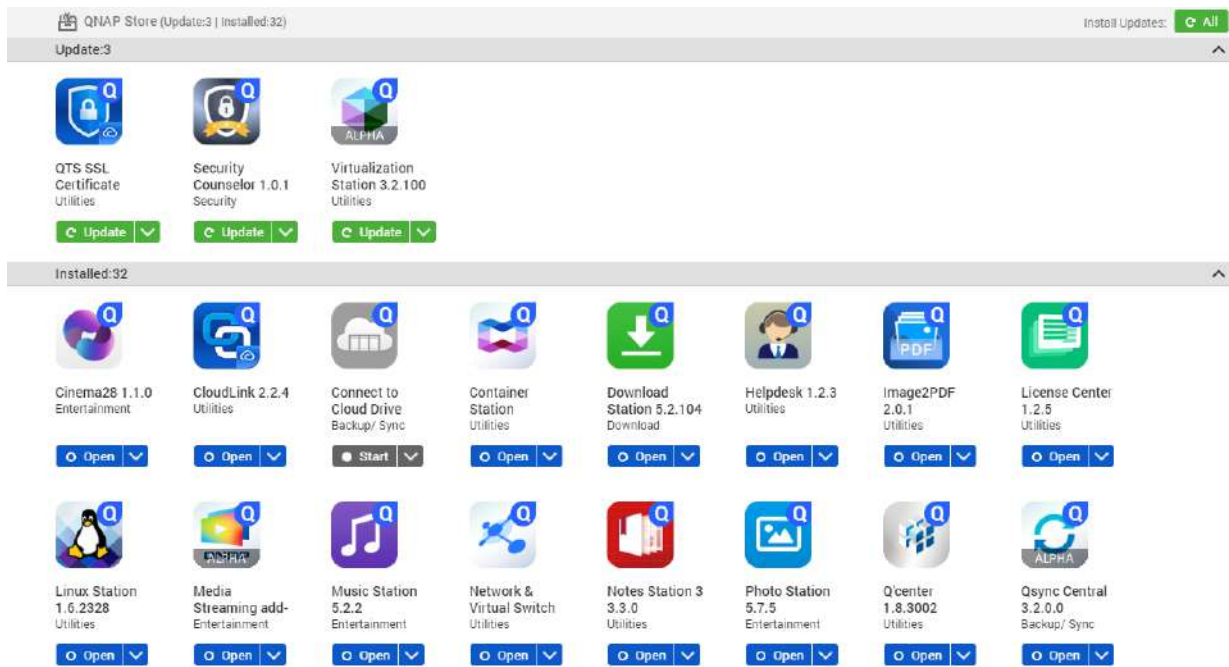 QNAP Store (Update:3 | Installed:32)
Install Updates:
All
Update:3
Q
Q
Q
ALPHA
QTS SSL
Certificate
Utilities
Security
Counselor 1.0.1
Security
Virtualization
Station 3.2.100
Utilities
Update
Update
Update
Installed:32
Q
Q
Q
Q
Q
Q
Q
PDF
Q
Cinema28 1.1.0
Entertainment
CloudLink 2.2.4
Utilities
Connect to
Cloud Drive
Backup/ Sync
Container
Station
Utilities
Download
Station 5.2.104
Download
Helpdesk 1.2.3
Utilities
Image2PDF
2.0.1
Utilities
License Center
1.2.5
Utilities
Open
Open
Start
Open
Open
Open
Open
Open
Q
Q
ALPHA
Q
Q
Q
Q
Q
Q
ALPHA
Linux Station
1.6.2328
Utilities
Media
Streaming add-
Entertainment
Music Station
5.2.2
Entertainment
Network &
Virtual Switch
Utilities
Notes Station 3
3.3.0
Utilities
Photo Station
5.7.5
Entertainment
Q'center
1.8.3002
Utilities
Qsync Central
3.2.0.0
Backup/ Sync
Open
Open
Open
Open
Open
Open
Open
Open